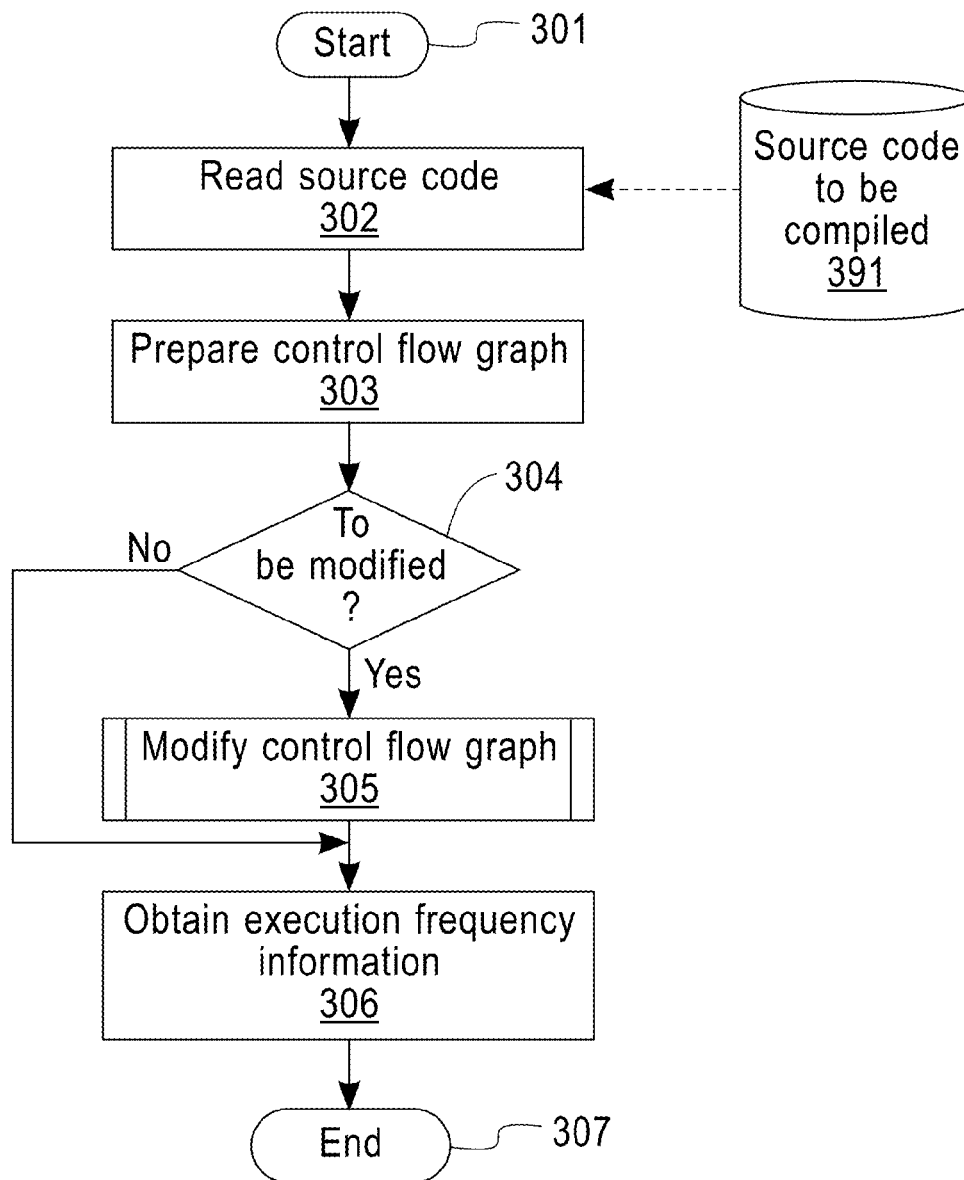 Start
301
Read source code
302
Source code
to be
compiled
391
Prepare control flow graph
303
304
To
be modified
?
No
Yes
Modify control flow graph
305
Obtain execution frequency
information
306
End
307